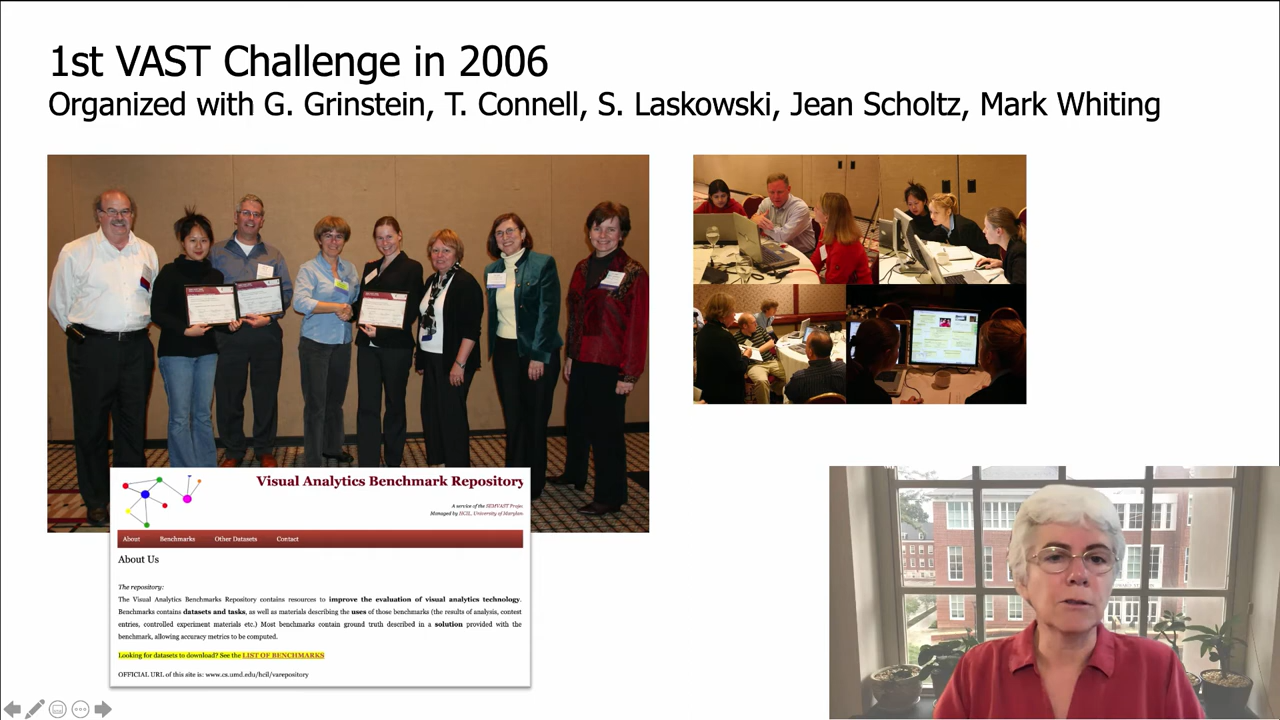 1st VAST Challenge in 2006
Organized with G. Grinstein, T. Connell, S. Laskowski, Jean Scholtz, Mark Whiting
Visual Analytics Benchmark Repository
A service of the SEMVAST Projec
Managed by HCIL, University of Marylan
About Benchmarks Other Datasets Contact
About Us
The repository:
The Visual Analytics Benchmarks Repository contains resources to improve the evaluation of visual analytics technology.
Benchmarks contains datasets and tasks, as well as materials describing the uses of those benchmarks (the results of analysis, contest
entries, controlled experiment materials etc.) Most benchmarks contain ground truth described in a solution provided with the
benchmark, allowing accuracy metrics to be computed.
Looking for datasets to download? See the LIST OF BENCHMARKS
OFFICIAL URL of this site is: www.cs.umd.edu/hcil/varepository